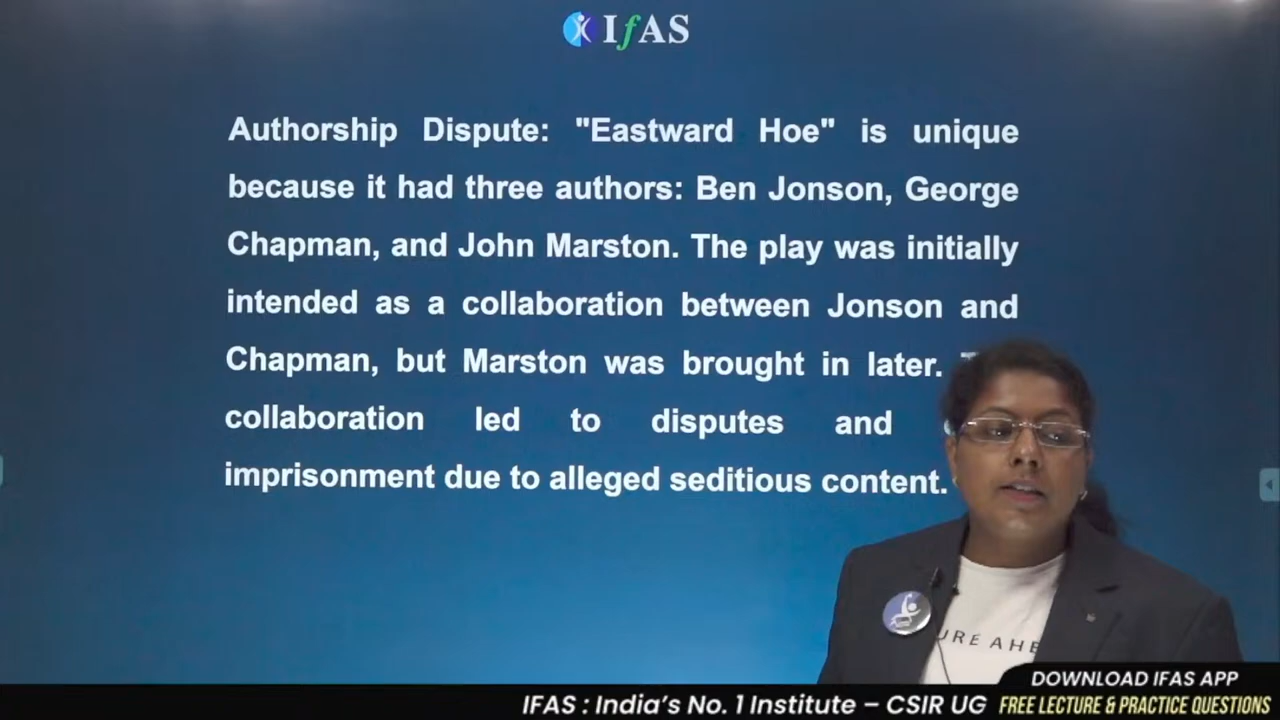 IfAS
Authorship Dispute: "Eastward Hoe" is unique
because it had three authors: Ben Jonson, George
Chapman, and John Marston. The play was initially
intended as a collaboration between Jonson and
Chapman, but Marston was brought in later.
collaboration led to disputes and
imprisonment due to alleged seditious content.
DOWNLOAD IFAS APP
IFAS : India's No. 1 Institute – CSIR UG FREE LECTURE & PRACTICE QUESTIONS